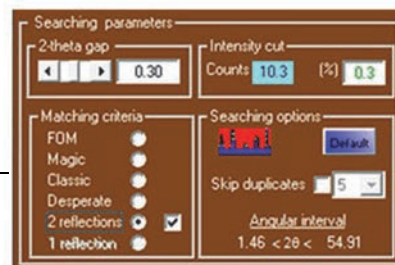 Searching parameters
2-theta gap
0.30
Intensity cut
Counts 10.3 (%) 0.3
Matching criteria
FOM
Magic
Classic
Desperate
2 reflections
1 reflection
Searching options
Default
Skip duplicates 5
Angular interval
1.46 <2θ< 54.91